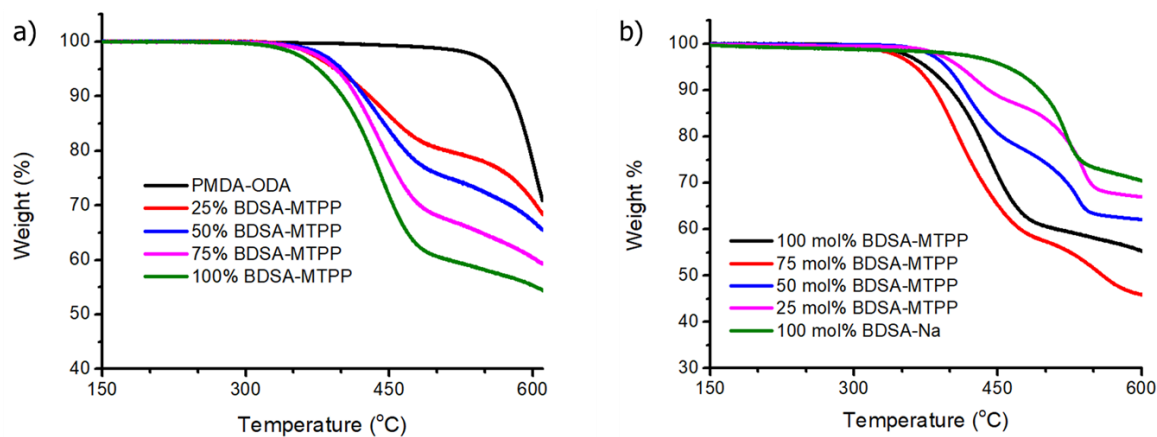 a)
100
90
80
70
60
50
40
Weight (%)
PMDA-ODA
25% BDSA-MTPP
50% BDSA-MTPP
75% BDSA-MTPP
100% BDSA-MTPP
150 300 450 600
Temperature (°C)
b)
100
90
80
70
60
50
40
30
Weight %
100 mol% BDSA-MTPP
75 mol% BDSA-MTPP
50 mol% BDSA-MTPP
25 mol% BDSA-MTPP
100 mol% BDSA-Na
150 300 450 600
Temperature (°C)